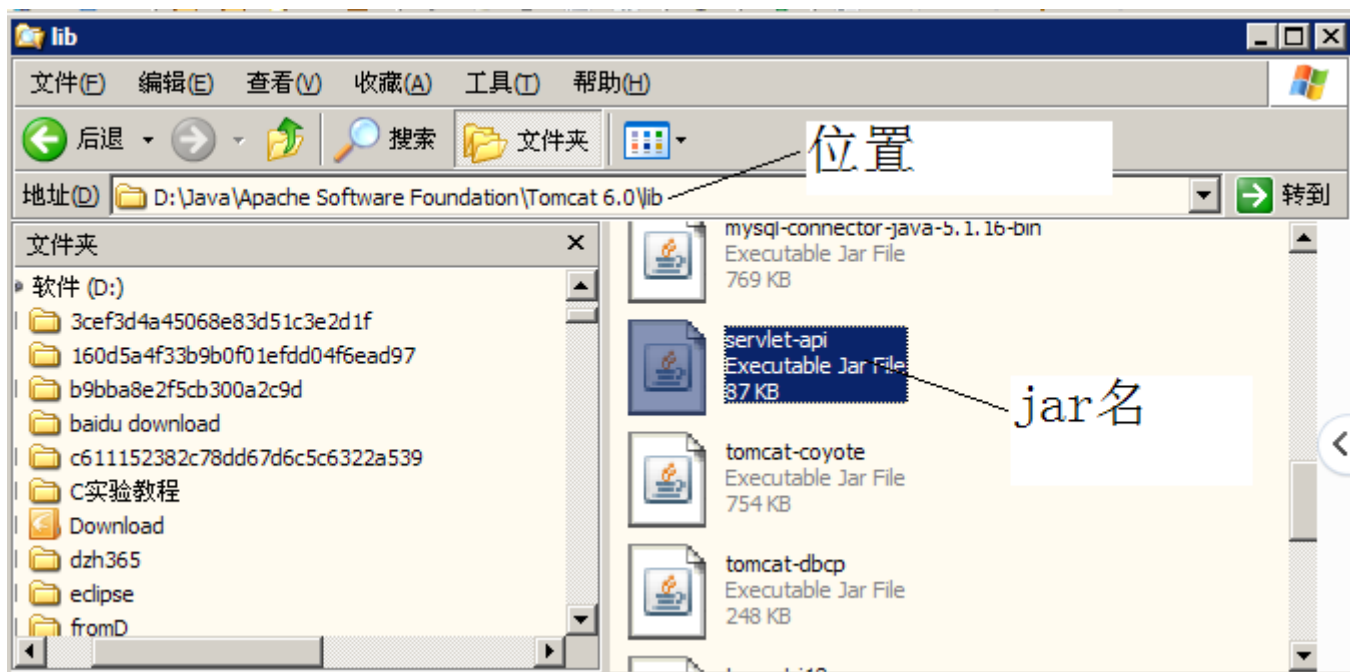 lib
文件(F) 编辑(E) 查看(V) 收藏(A) 工具(T) 帮助(H)
后退 搜索 文件夹
位置
地址(D) D:\Java\Apache Software Foundation\Tomcat 6.0\lib 转到
文件夹
软件 (D:)
3cef3d4a45068e83d51c3e2d1f
160d5a4f33b9b0f01efdd04f6ead97
b9bba8e2f5cb300a2c9d
baidu download
c611152382c78dd67d6c5c6322a539
C实验教程
Download
dzh365
eclipse
fromD
mysql-connector-java-5.1.16-bin
Executable Jar File
769 KB
servlet-api
Executable Jar File
87 KB
jar名
tomcat-coyote
Executable Jar File
754 KB
tomcat-dbcp
Executable Jar File
248 KB